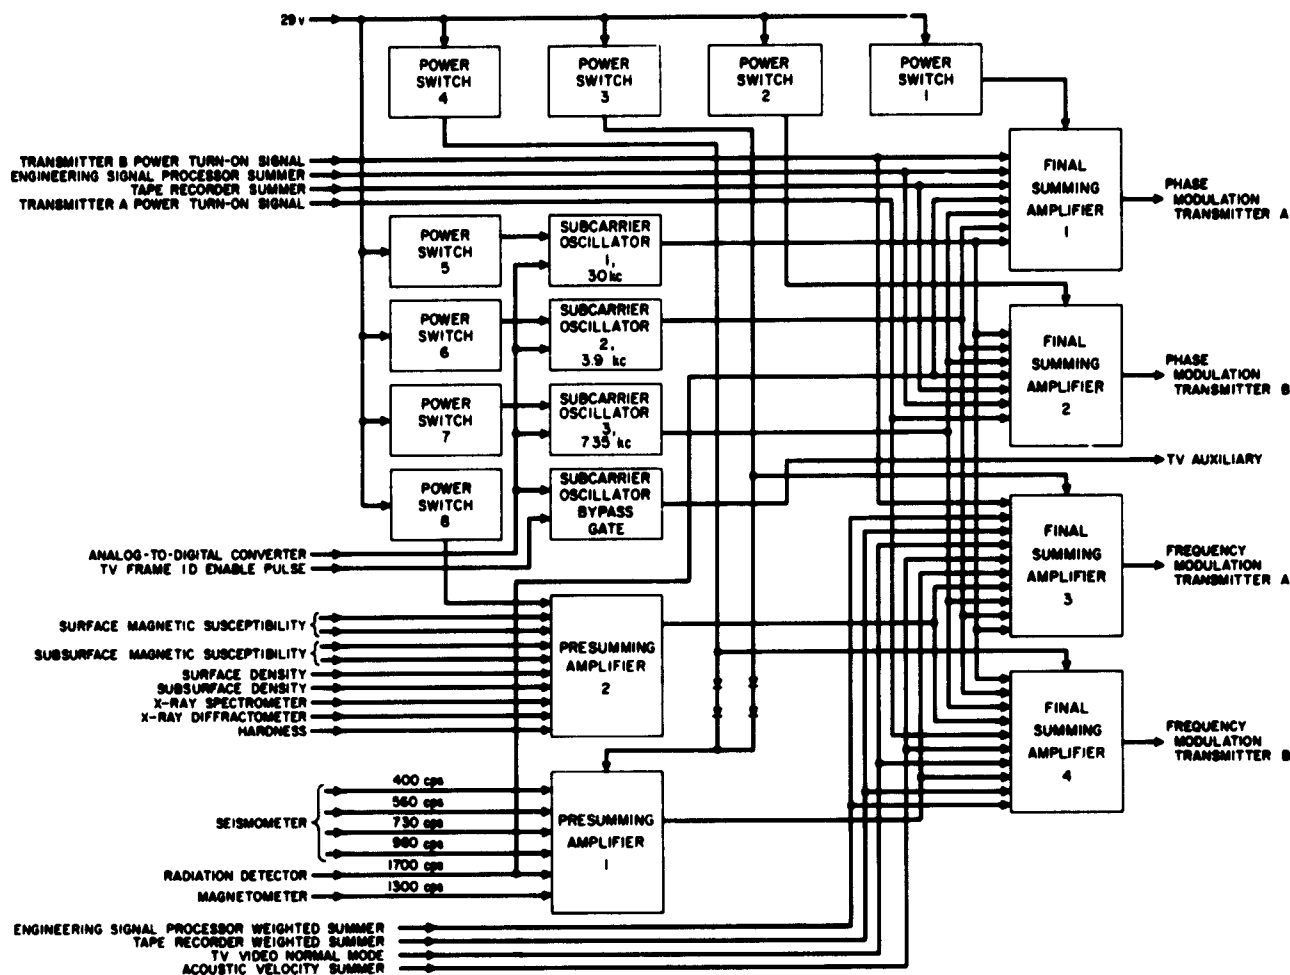 29 v
POWER
SWITCH
4
POWER
SWITCH
3
POWER
SWITCH
2
POWER
SWITCH
1
TRANSMITTER B POWER TURN-ON SIGNAL
ENGINEERING SIGNAL PROCESSOR SUMMER
TAPE RECORDER SUMMER
TRANSMITTER A POWER TURN-ON SIGNAL
FINAL
SUMMING
AMPLIFIER
1
PHASE
MODULATION
TRANSMITTER A
POWER
SWITCH
5
SUBCARRIER
OSCILLATOR
1,
30 kc
POWER
SWITCH
6
SUBCARRIER
OSCILLATOR
2,
3.9 kc
FINAL
SUMMING
AMPLIFIER
2
PHASE
MODULATION
TRANSMITTER B
POWER
SWITCH
7
SUBCARRIER
OSCILLATOR
3,
7.35 kc
POWER
SWITCH
8
SUBCARRIER
OSCILLATOR
BYPASS
GATE
TV AUXILIARY
ANALOG-TO-DIGITAL CONVERTER
TV FRAME ID ENABLE PULSE
FINAL
SUMMING
AMPLIFIER
3
FREQUENCY
MODULATION
TRANSMITTER A
SURFACE MAGNETIC SUSCEPTIBILITY
SUBSURFACE MAGNETIC SUSCEPTIBILITY
SURFACE DENSITY
SUBSURFACE DENSITY
X-RAY SPECTROMETER
X-RAY DIFFRACTOMETER
HARDNESS
PRESUMMING
AMPLIFIER
2
FINAL
SUMMING
AMPLIFIER
4
FREQUENCY
MODULATION
TRANSMITTER B
SEISMOMETER
400 cps
560 cps
730 cps
960 cps
RADIATION DETECTOR
1700 cps
MAGNETOMETER
1300 cps
PRESUMMING
AMPLIFIER
1
ENGINEERING SIGNAL PROCESSOR WEIGHTED SUMMER
TAPE RECORDER WEIGHTED SUMMER
TV VIDEO NORMAL MODE
ACOUSTIC VELOCITY SUMMER